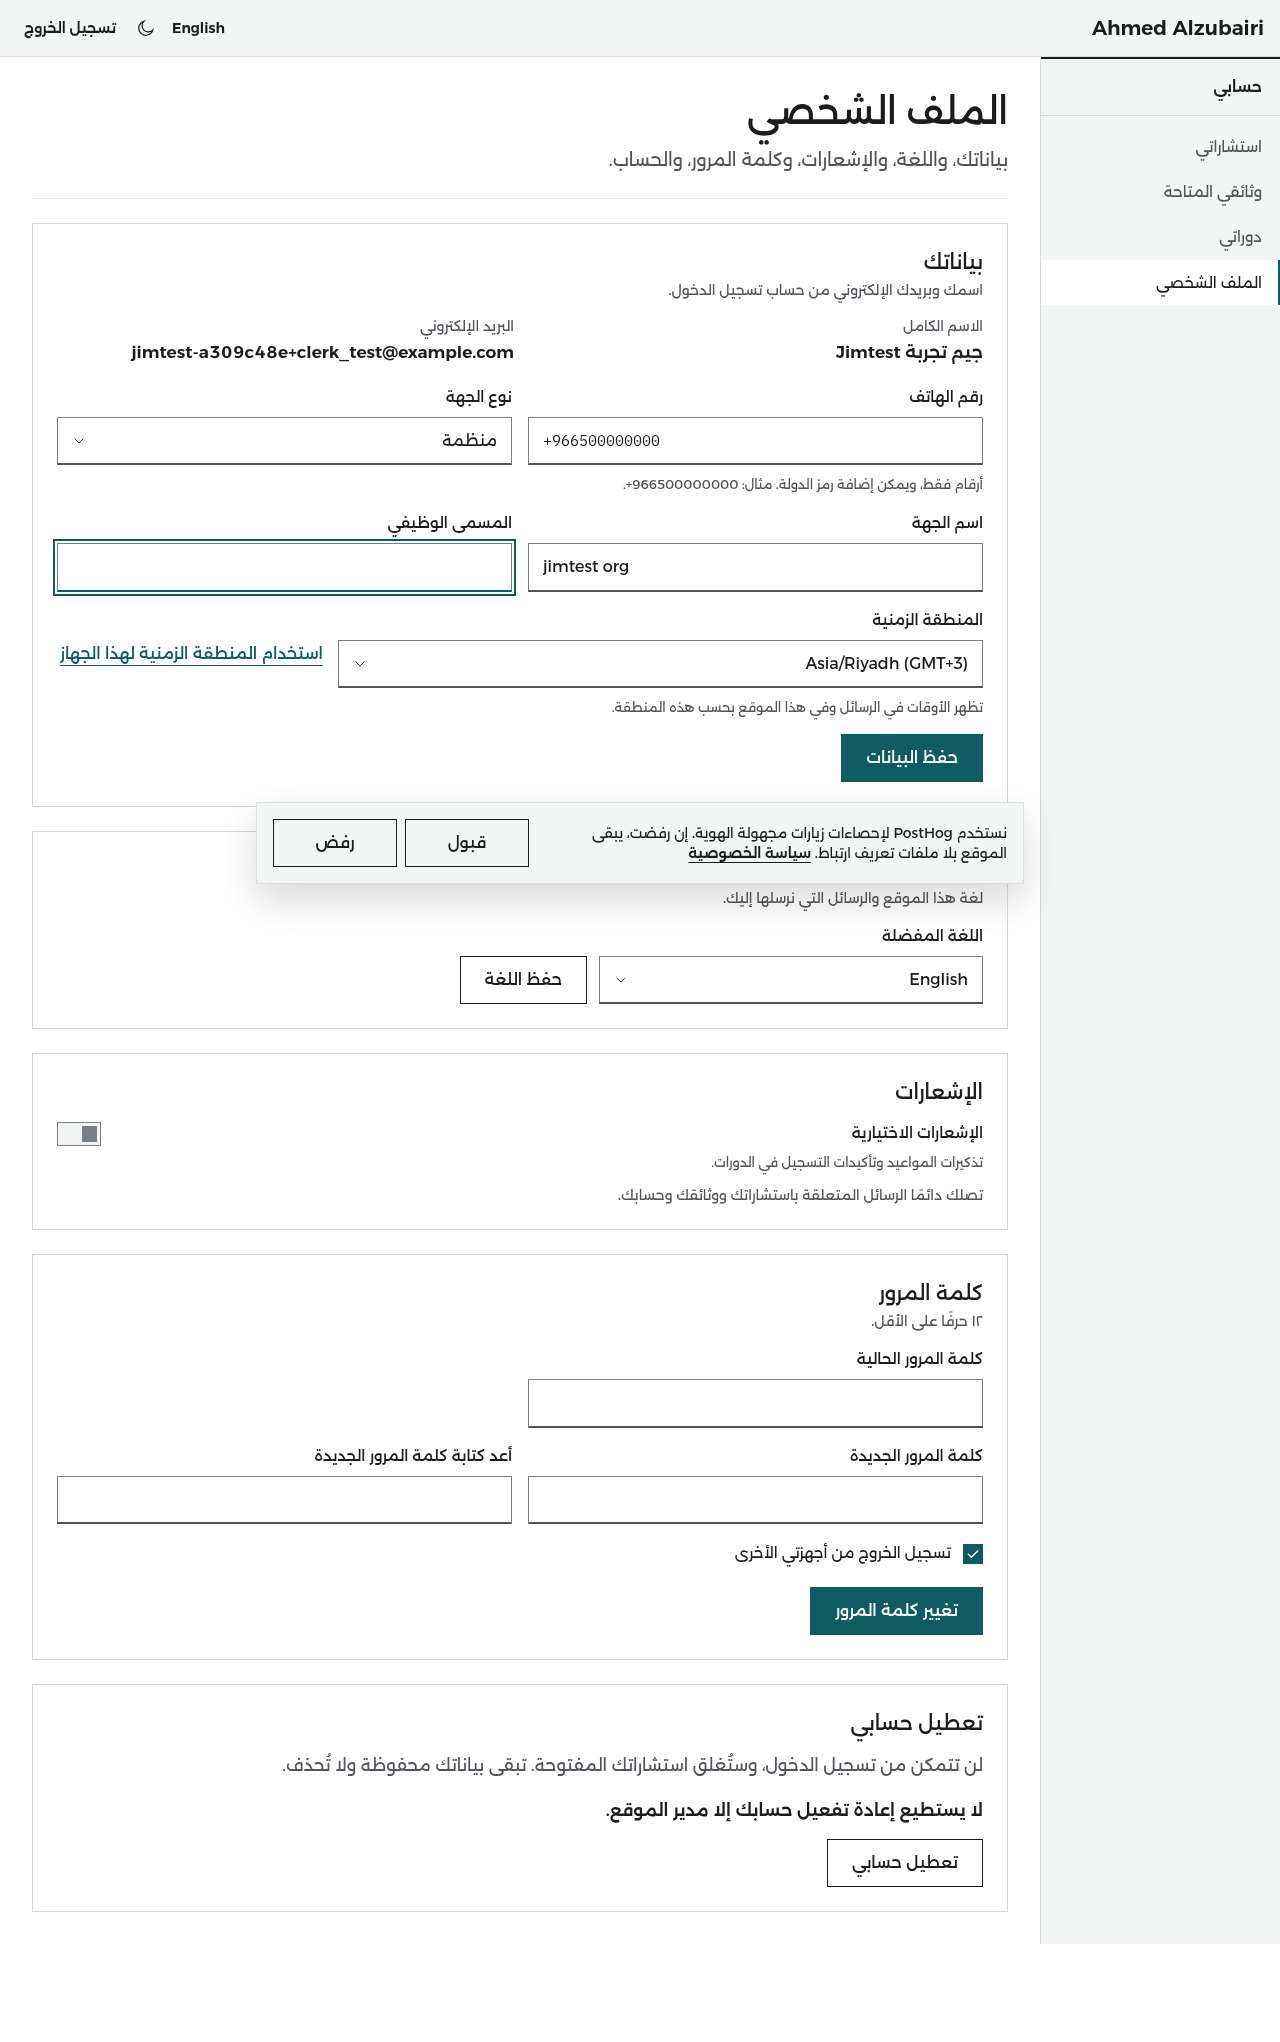 Ahmed Alzubairi
English
تسجيل الخروج
حسابي
استشاراتي
وثائقي المتاحة
دوراتي
الملف الشخصي
الملف الشخصي
بياناتك، واللغة، والإشعارات، وكلمة المرور، والحساب.
بياناتك
اسمك وبريدك الإلكتروني من حساب تسجيل الدخول.
الاسم الكامل
جيم تجربة Jimtest
البريد الإلكتروني
jimtest-a309c48e+clerk_test@example.com
رقم الهاتف
+966500000000
أرقام فقط، ويمكن إضافة رمز الدولة. مثال: 966500000000+.
نوع الجهة
منظمة
اسم الجهة
jimtest org
المسمى الوظيفي
المنطقة الزمنية
Asia/Riyadh (GMT+3)
استخدام المنطقة الزمنية لهذا الجهاز
تظهر الأوقات في الرسائل وفي هذا الموقع بحسب هذه المنطقة.
حفظ البيانات
نستخدم PostHog لإحصاءات زيارات مجهولة الهوية. إن رفضت، يبقى
الموقع بلا ملفات تعريف ارتباط. سياسة الخصوصية
قبول
رفض
لغة هذا الموقع والرسائل التي نرسلها إليك.
اللغة المفضلة
English
حفظ اللغة
الإشعارات
الإشعارات الاختيارية
تذكيرات المواعيد وتأكيدات التسجيل في الدورات.
تصلك دائمًا الرسائل المتعلقة باستشاراتك ووثائقك وحسابك.
كلمة المرور
١٢ حرفًا على الأقل.
كلمة المرور الحالية
كلمة المرور الجديدة
أعد كتابة كلمة المرور الجديدة
تسجيل الخروج من أجهزتي الأخرى
تغيير كلمة المرور
تعطيل حسابي
لن تتمكن من تسجيل الدخول، وستُغلق استشاراتك المفتوحة. تبقى بياناتك محفوظة ولا تُحذف.
لا يستطيع إعادة تفعيل حسابك إلا مدير الموقع.
تعطيل حسابي